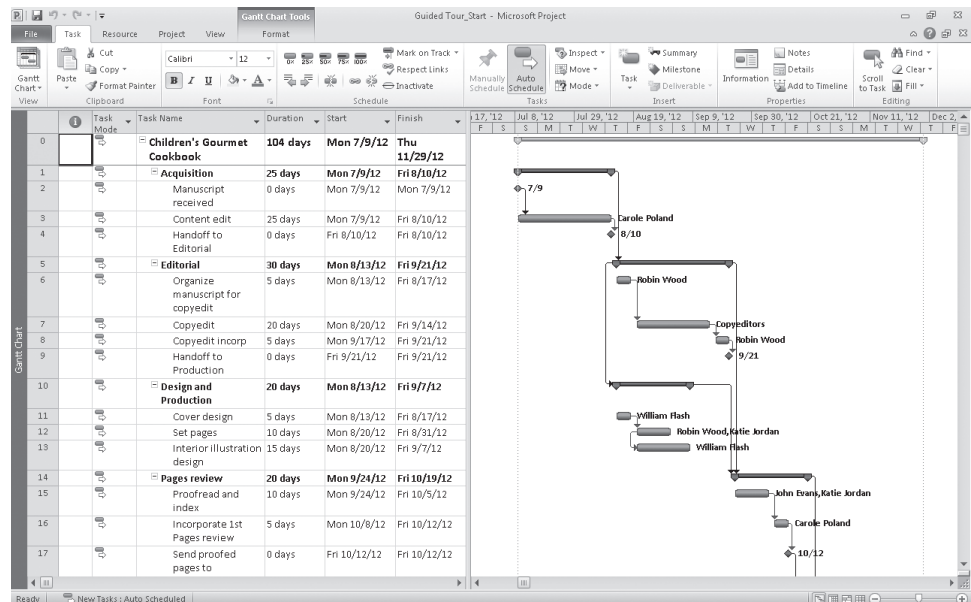 Gantt Chart Tools
Guided Tour_Start - Microsoft Project
File Task Resource Project View Format
Gantt Chart
View
Paste
Cut
Copy
Format Painter
Clipboard
Calibri 12
B I U A
Font
0% 25% 50% 75% 100%
Mark on Track
Respect Links
Inactivate
Schedule
Manually Schedule
Auto Schedule
Inspect
Move
Mode
Tasks
Task
Summary
Milestone
Deliverable
Insert
Information
Notes
Details
Add to Timeline
Properties
Scroll to Task
Find
Clear
Fill
Editing
Task Mode Task Name Duration Start Finish
17, '12 Jul 8, '12 Jul 29, '12 Aug 19, '12 Sep 9, '12 Sep 30, '12 Oct 21, '12 Nov 11, '12 Dec 2,
F S S M T W T F S S M T W T F S S M T W T
0 Children's Gourmet Cookbook 104 days Mon 7/9/12 Thu 11/29/12
1 Acquisition 25 days Mon 7/9/12 Fri 8/10/12
2 Manuscript received 0 days Mon 7/9/12 Mon 7/9/12
7/9
3 Content edit 25 days Mon 7/9/12 Fri 8/10/12
Carole Poland
4 Handoff to Editorial 0 days Fri 8/10/12 Fri 8/10/12
8/10
5 Editorial 30 days Mon 8/13/12 Fri 9/21/12
6 Organize manuscript for copyedit 5 days Mon 8/13/12 Fri 8/17/12
Robin Wood
7 Copyedit 20 days Mon 8/20/12 Fri 9/14/12
Copyeditors
8 Copyedit incorp 5 days Mon 9/17/12 Fri 9/21/12
Robin Wood
9 Handoff to Production 0 days Fri 9/21/12 Fri 9/21/12
9/21
10 Design and Production 20 days Mon 8/13/12 Fri 9/7/12
11 Cover design 5 days Mon 8/13/12 Fri 8/17/12
William Flash
12 Set pages 10 days Mon 8/20/12 Fri 8/31/12
Robin Wood,Katie Jordan
13 Interior illustration design 15 days Mon 8/20/12 Fri 9/7/12
William Flash
14 Pages review 20 days Mon 9/24/12 Fri 10/19/12
15 Proofread and index 10 days Mon 9/24/12 Fri 10/5/12
John Evans,Katie Jordan
16 Incorporate 1st Pages review 5 days Mon 10/8/12 Fri 10/12/12
Carole Poland
17 Send proofed pages to 0 days Fri 10/12/12 Fri 10/12/12
10/12
Gantt Chart
Ready New Tasks : Auto Scheduled